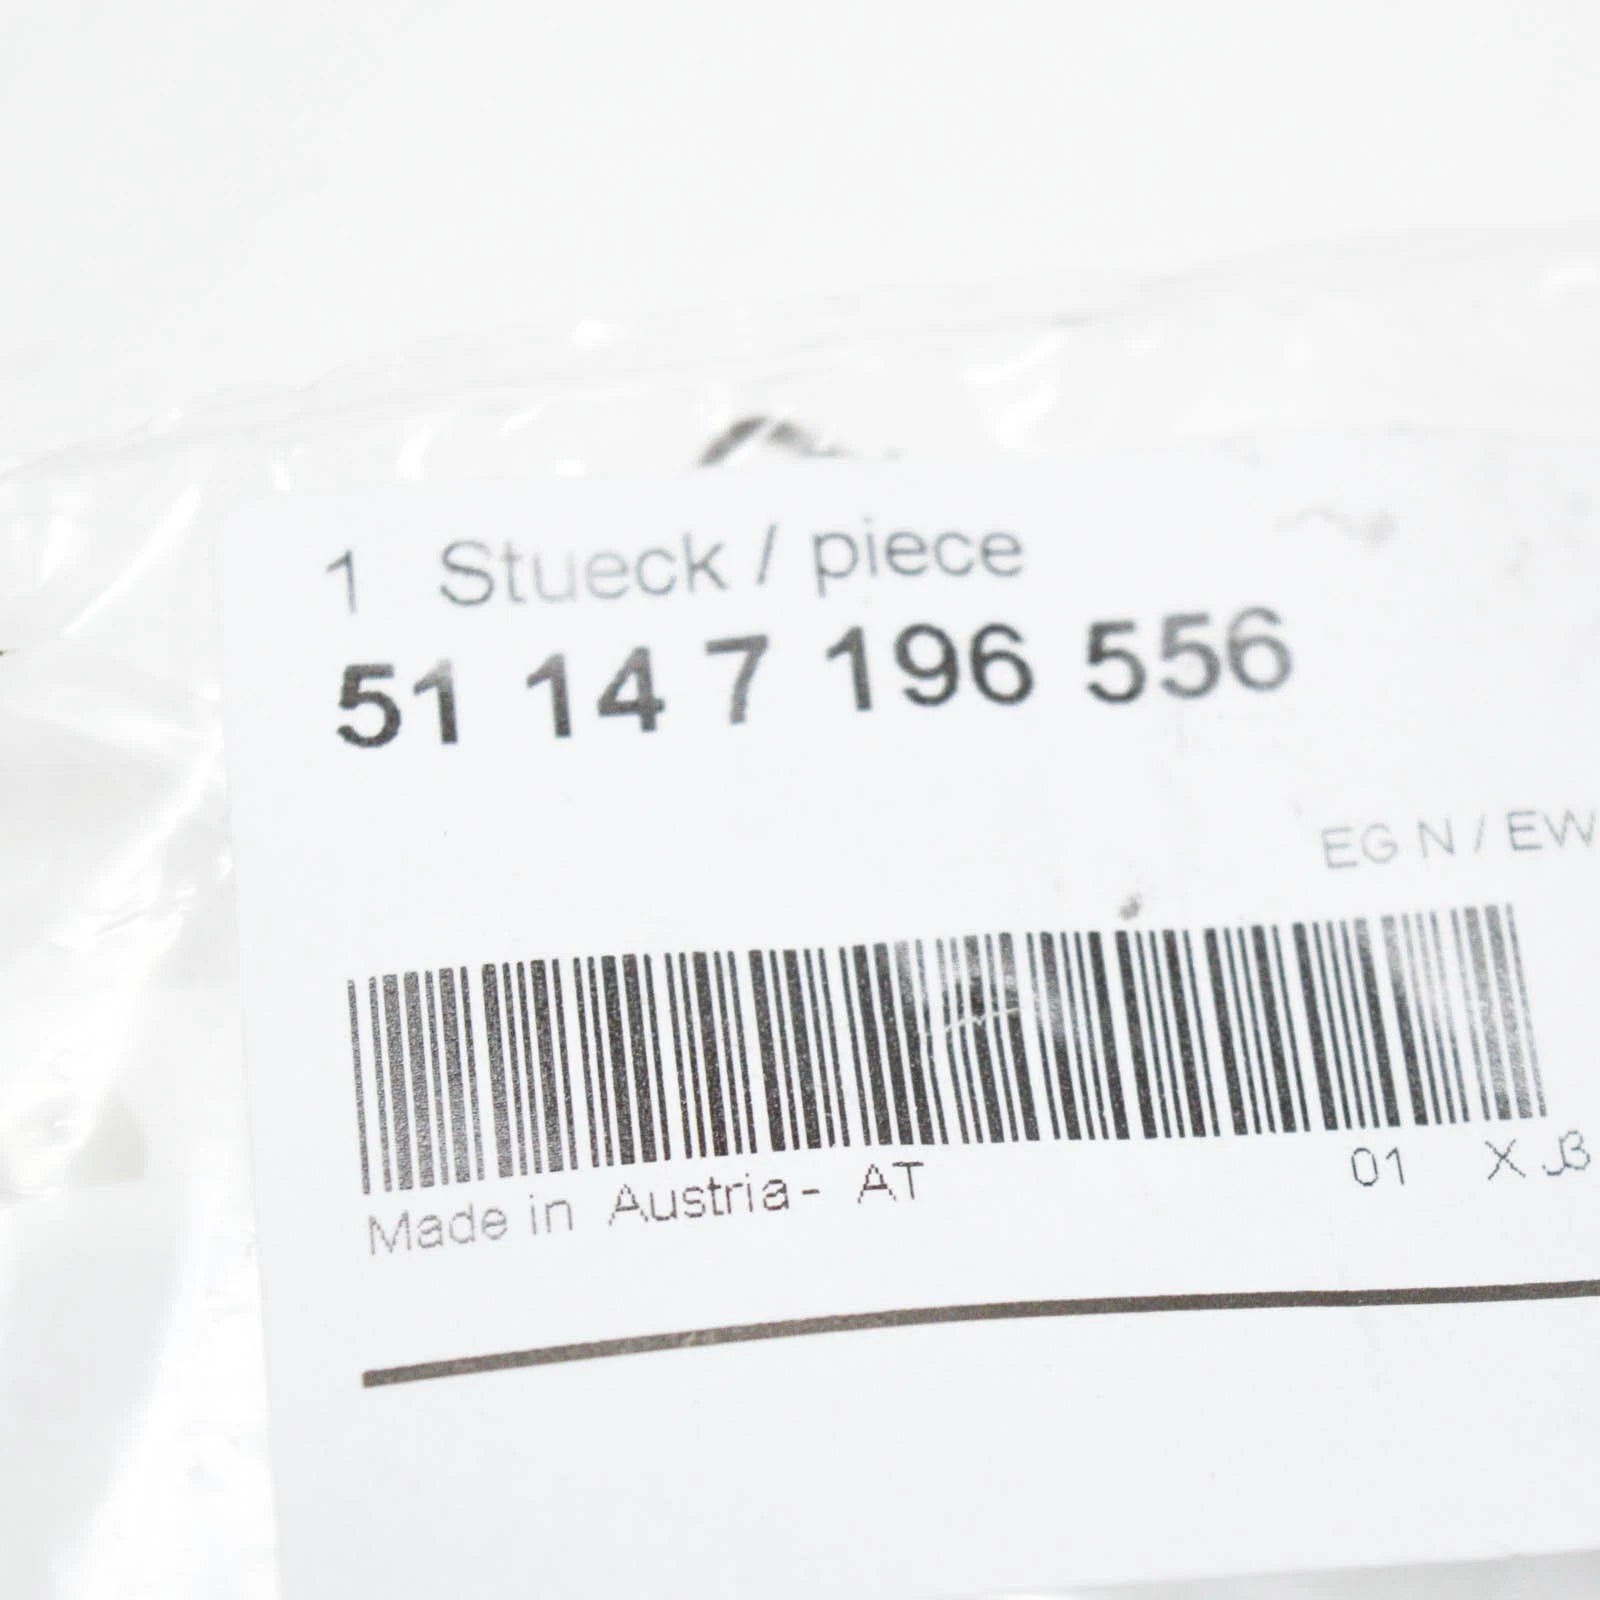 1 Stueck / piece
51 14 7 196 556
EG N / EW
Made in Austria- AT 01 X J3